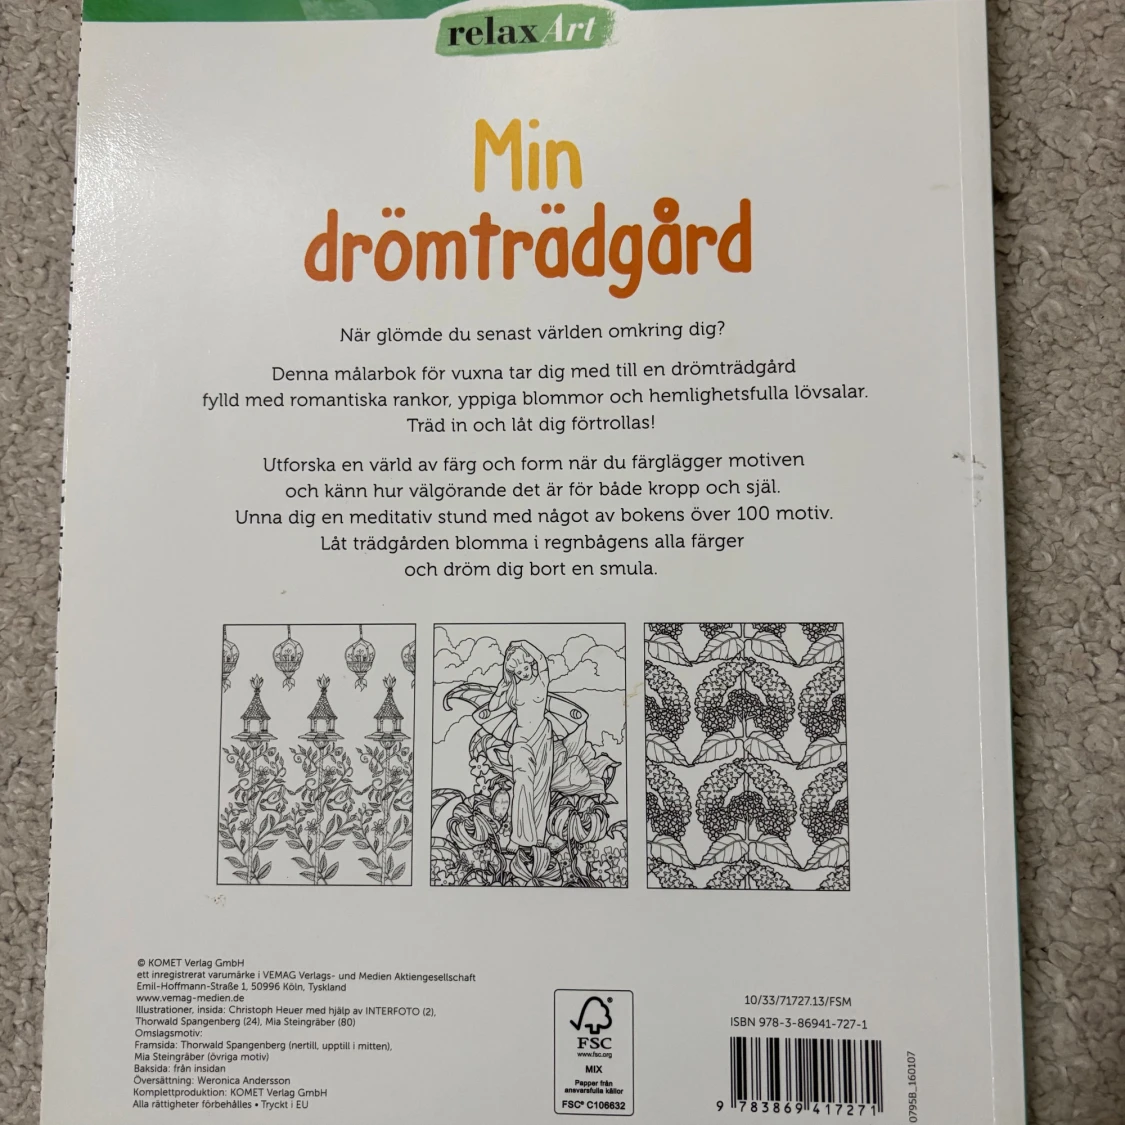 relaxArt
Min
drömträdgård
När glömde du senast världen omkring dig?
Denna målarbok för vuxna tar dig med till en drömträdgård
fylld med romantiska rankor, yppiga blommor och hemlighetsfulla lövsalar.
Träd in och låt dig förtrollas!
Utforska en värld av färg och form när du färglägger motiven
och känn hur välgörande det är för både kropp och själ.
Unna dig en meditativ stund med något av bokens över 100 motiv.
Låt trädgården blomma i regnbågens alla färger
och dröm dig bort en smula.
© KOMET Verlag GmbH
ett inregistrerat varumärke i VEMAG Verlags- und Medien Aktiengesellschaft
Emil-Hoffmann-Straße 1, 50996 Köln, Tyskland
www.vemag-medien.de
Illustrationer, insida: Christoph Heuer med hjälp av INTERFOTO (2),
Thorwald Spangenberg (24), Mia Steingräber (80)
Omslagsmotiv:
Framsida: Thorwald Spangenberg (nertill, upptill i mitten),
Mia Steingräber (övriga motiv)
Baksida: från insidan
Översättning: Weronica Andersson
Komplettproduktion: KOMET Verlag GmbH
Alla rättigheter förbehålles • Tryckt i EU
FSC
www.fsc.org
MIX
Papper från
ansvarsfulla källor
FSC® C106632
10/33/71727.13/FSM
ISBN 978-3-86941-727-1
9 783869 417271
0795B_160107